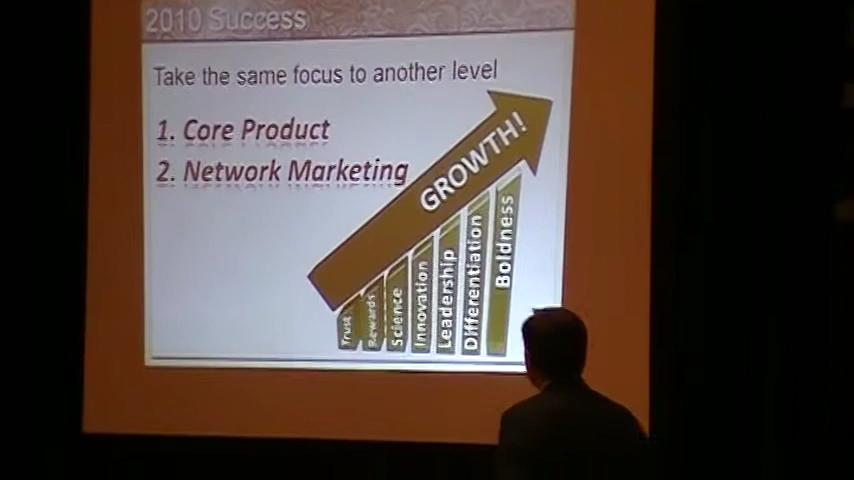 2010 Success
Take the same focus to another level
1. Core Product
2. Network Marketing
GROWTH!
Trust
Rewards
Science
Innovation
Leadership
Differentiation
Boldness